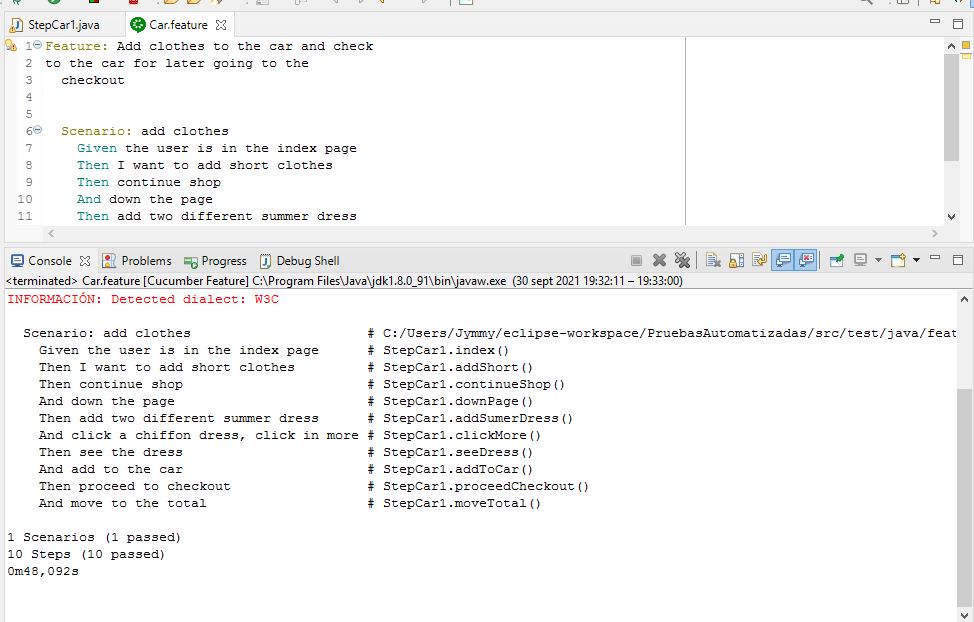 StepCar1.java Car.feature
1 Feature: Add clothes to the car and check
2 to the car for later going to the
3 checkout
4
5
6 Scenario: add clothes
7 Given the user is in the index page
8 Then I want to add short clothes
9 Then continue shop
10 And down the page
11 Then add two different summer dress
Console Problems Progress Debug Shell
<terminated> Car.feature [Cucumber Feature] C:\Program Files\Java\jdk1.8.0_91\bin\javaw.exe (30 sept 2021 19:32:11 – 19:33:00)
INFORMACIÓN: Detected dialect: W3C
Scenario: add clothes # C:/Users/Jymmy/eclipse-workspace/PruebasAutomatizadas/src/test/java/feat
Given the user is in the index page # StepCar1.index()
Then I want to add short clothes # StepCar1.addShort()
Then continue shop # StepCar1.continueShop()
And down the page # StepCar1.downPage()
Then add two different summer dress # StepCar1.addSumerDress()
And click a chiffon dress, click in more # StepCar1.clickMore()
Then see the dress # StepCar1.seeDress()
And add to the car # StepCar1.addToCar()
Then proceed to checkout # StepCar1.proceedCheckout()
And move to the total # StepCar1.moveTotal()
1 Scenarios (1 passed)
10 Steps (10 passed)
0m48,092s